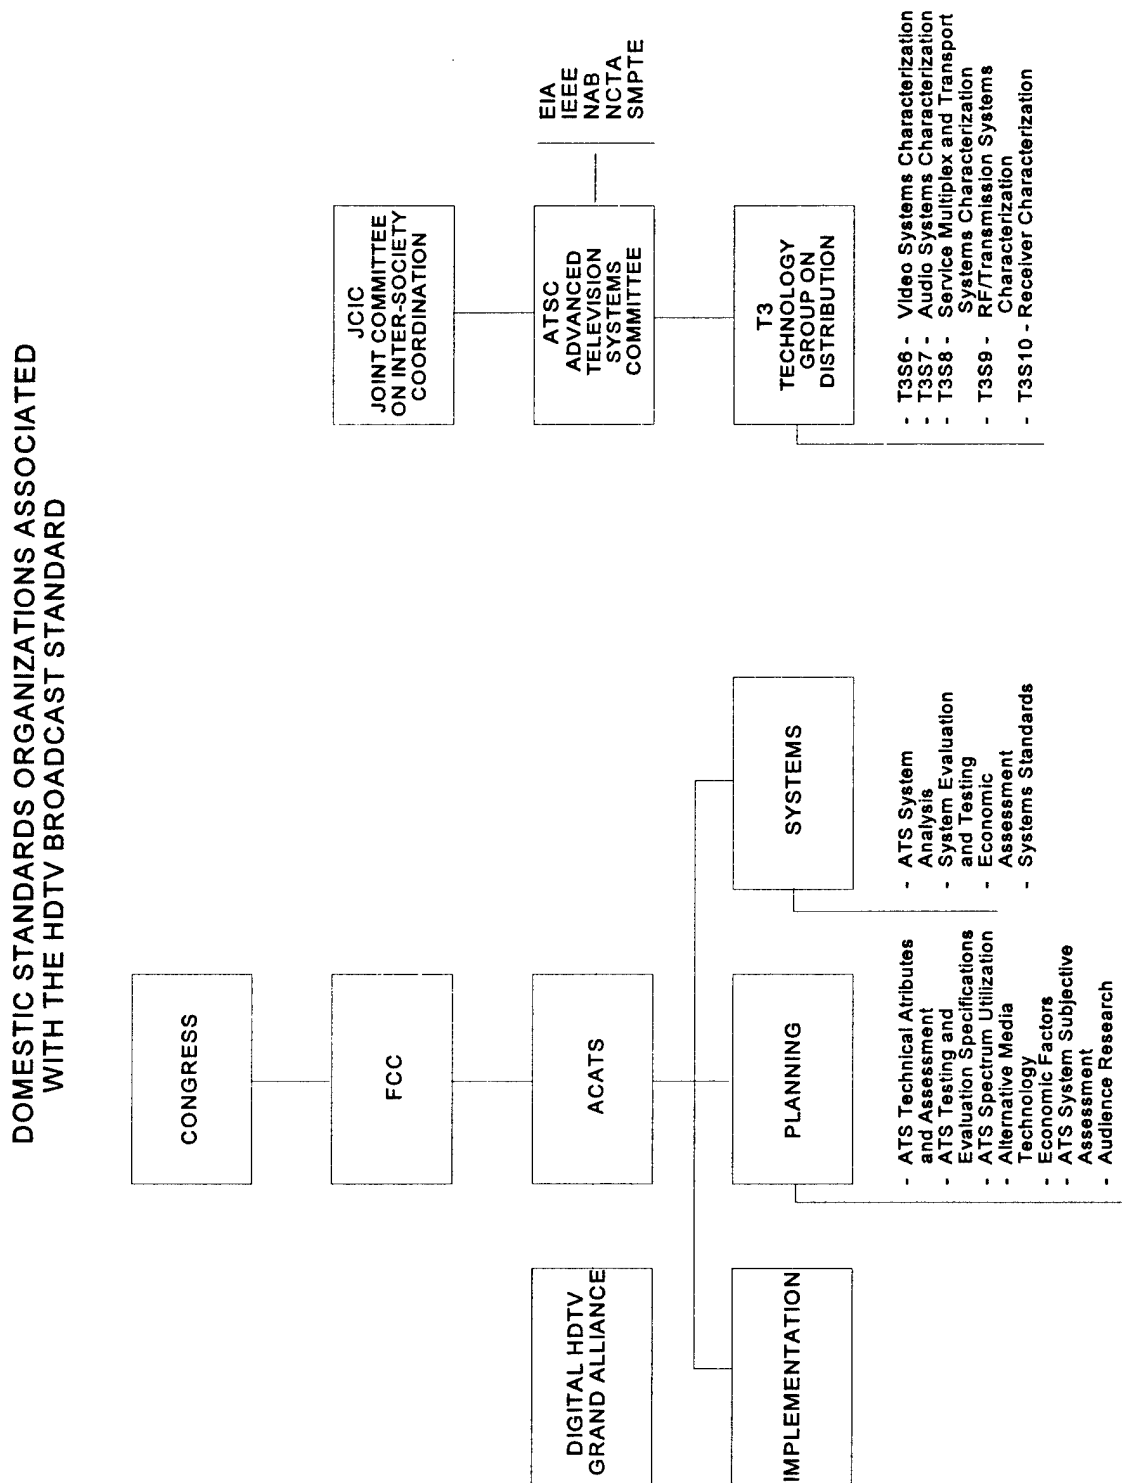 DOMESTIC STANDARDS ORGANIZATIONS ASSOCIATED
WITH THE HDTV BROADCAST STANDARD
CONGRESS
FCC
DIGITAL HDTV
GRAND ALLIANCE
ACATS
IMPLEMENTATION
PLANNING
- ATS Technical Atributes
and Assessment
- ATS Testing and
Evaluation Specifications
- ATS Spectrum Utilization
- Alternative Media
Technology
- Economic Factors
- ATS System Subjective
Assessment
- Audience Research
SYSTEMS
- ATS System
Analysis
- System Evaluation
and Testing
- Economic
Assessment
- Systems Standards
JCIC
JOINT COMMITTEE
ON INTER-SOCIETY
COORDINATION
ATSC
ADVANCED
TELEVISION
SYSTEMS
COMMITTEE
EIA
IEEE
NAB
NCTA
SMPTE
T3
TECHNOLOGY
GROUP ON
DISTRIBUTION
- T3S6 - Video Systems Characterization
- T3S7 - Audio Systems Characterization
- T3S8 - Service Multiplex and Transport
Systems Characterization
- T3S9 - RF/Transmission Systems
Characterization
- T3S10 - Receiver Characterization